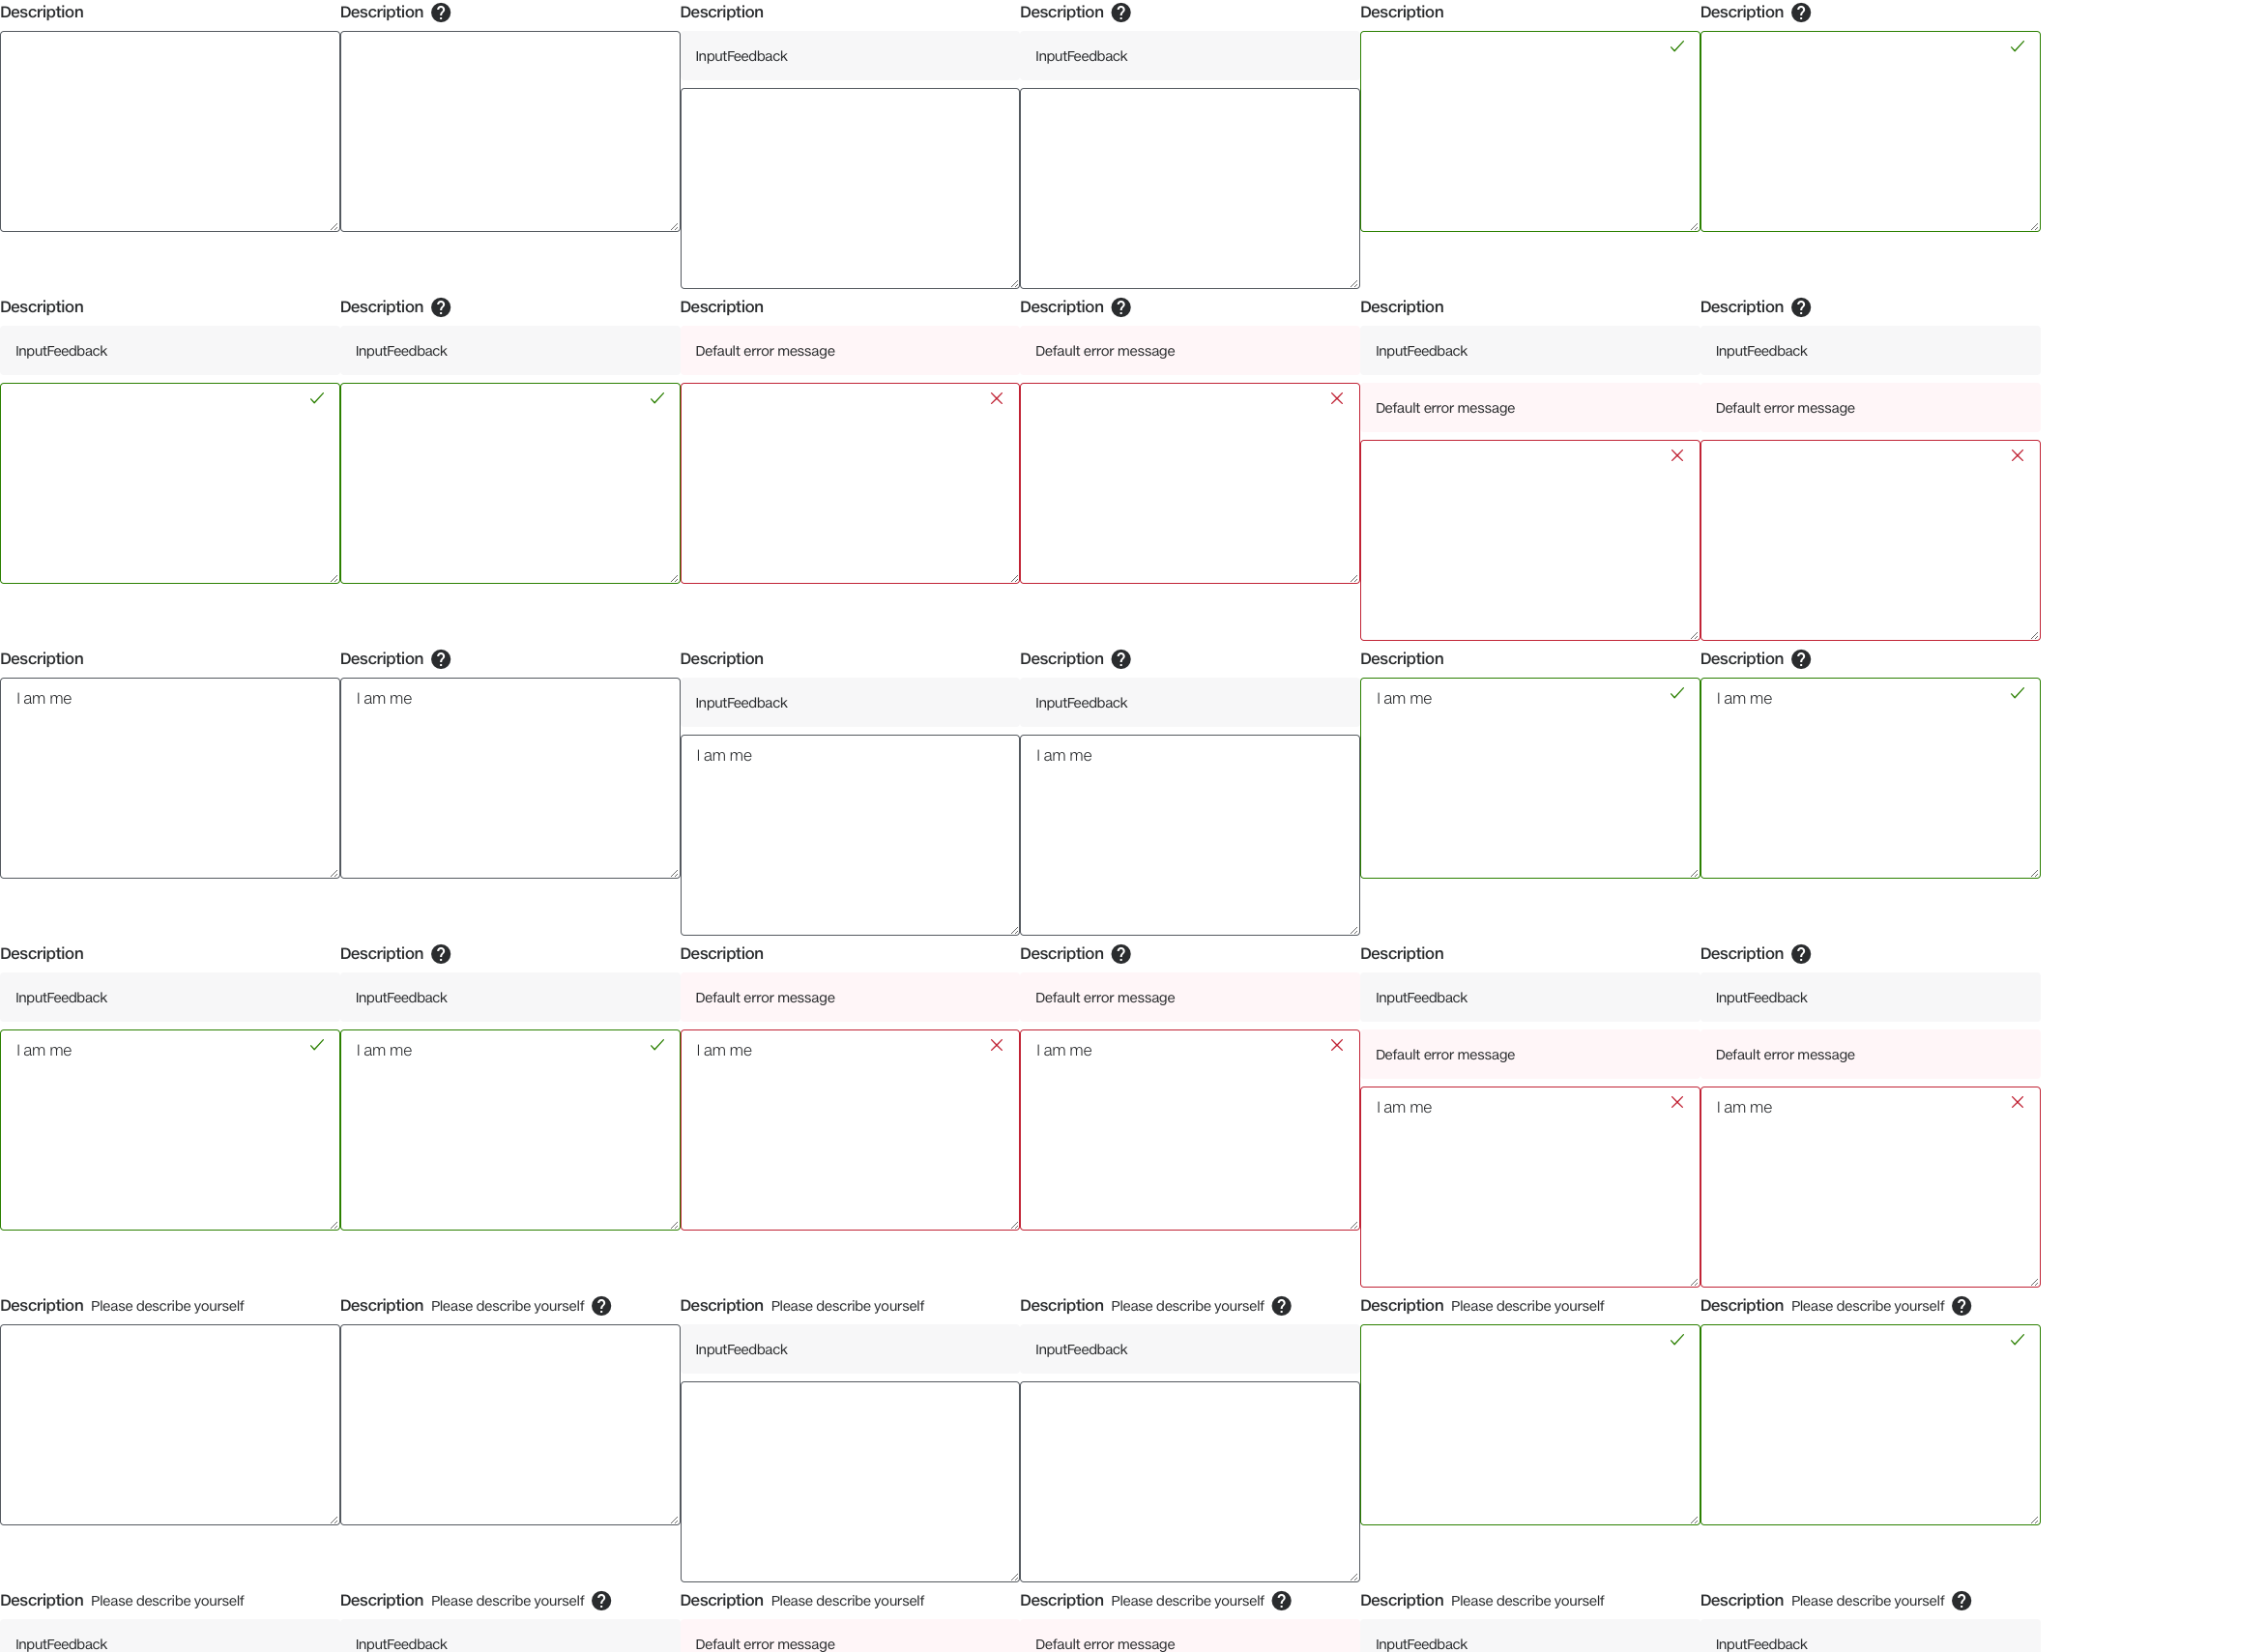 Description Description ? Description Description ? Description Description ?
InputFeedback InputFeedback
Description Description ? Description Description ? Description Description ?
InputFeedback InputFeedback Default error message Default error message InputFeedback InputFeedback
Default error message Default error message
Description Description ? Description Description ? Description Description ?
I am me I am me InputFeedback InputFeedback I am me I am me
I am me I am me
Description Description ? Description Description ? Description Description ?
InputFeedback InputFeedback Default error message Default error message InputFeedback InputFeedback
I am me I am me I am me I am me Default error message Default error message
I am me I am me
Description Please describe yourself Description Please describe yourself ? Description Please describe yourself Description Please describe yourself ? Description Please describe yourself Description Please describe yourself ?
InputFeedback InputFeedback
Description Please describe yourself Description Please describe yourself ? Description Please describe yourself Description Please describe yourself ? Description Please describe yourself Description Please describe yourself ?
InputFeedback InputFeedback Default error message Default error message InputFeedback InputFeedback